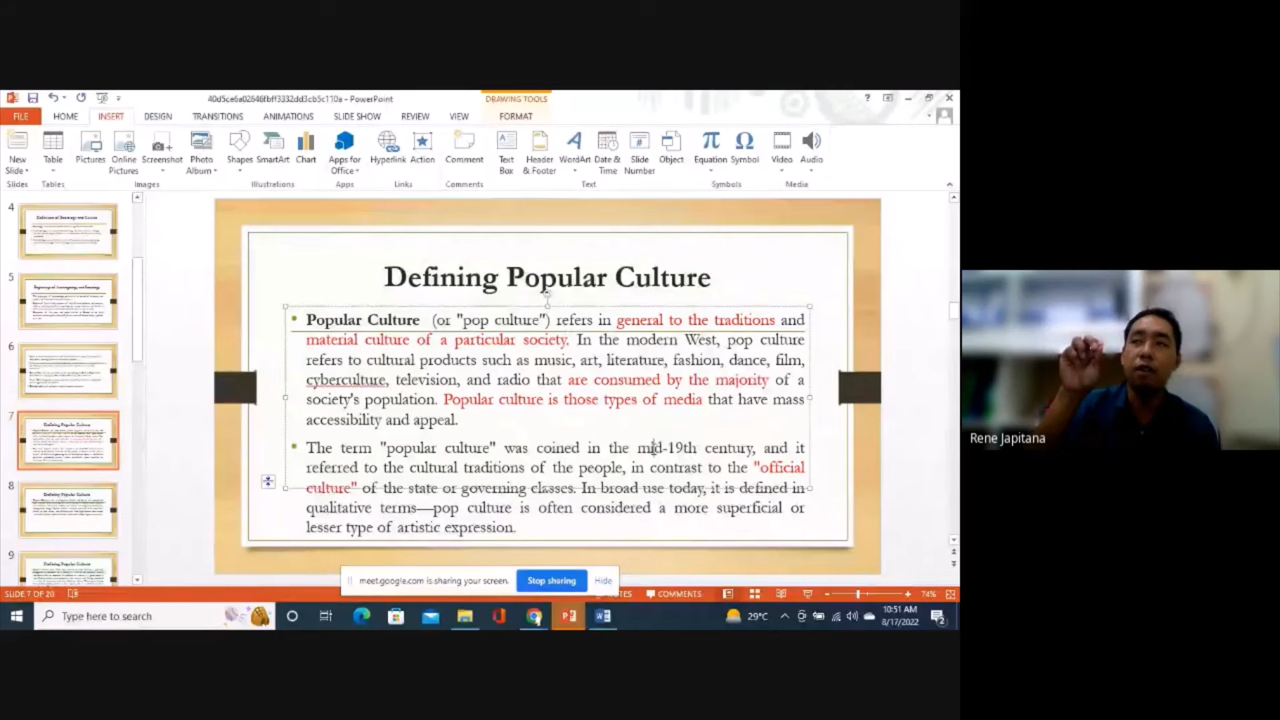 40d5ce6a02646fbff3332dd3cb5c110a - PowerPoint
DRAWING TOOLS
FILE HOME INSERT DESIGN TRANSITIONS ANIMATIONS SLIDE SHOW REVIEW VIEW FORMAT
New Slide Table Pictures Online Pictures Screenshot Photo Album Shapes SmartArt Chart Apps for Office Hyperlink Action Comment Text Box Header & Footer WordArt Date & Time Slide Number Object Equation Symbol Video Audio
Slides Tables Images Illustrations Apps Links Comments Text Symbols Media
4
5
6
7
8
9
Defining Popular Culture
Popular Culture (or "pop culture") refers in general to the traditions and
material culture of a particular society. In the modern West, pop culture
refers to cultural products such as music, art, literature, fashion, dance, film,
cyberculture, television, and radio that are consumed by the majority of a
society's population. Popular culture is those types of media that have mass
accessibility and appeal.
The term "popular culture" was coined in the mid-19th century, and it
referred to the cultural traditions of the people, in contrast to the "official
culture" of the state or governing classes. In broad use today, it is defined in
qualitative terms—pop culture is often considered a more superficial or
lesser type of artistic expression.
Rene Japitana
meet.google.com is sharing your screen. Stop sharing Hide
SLIDE 7 OF 20 COMMENTS 74%
Type here to search
29°C
10:51 AM
8/17/2022
2